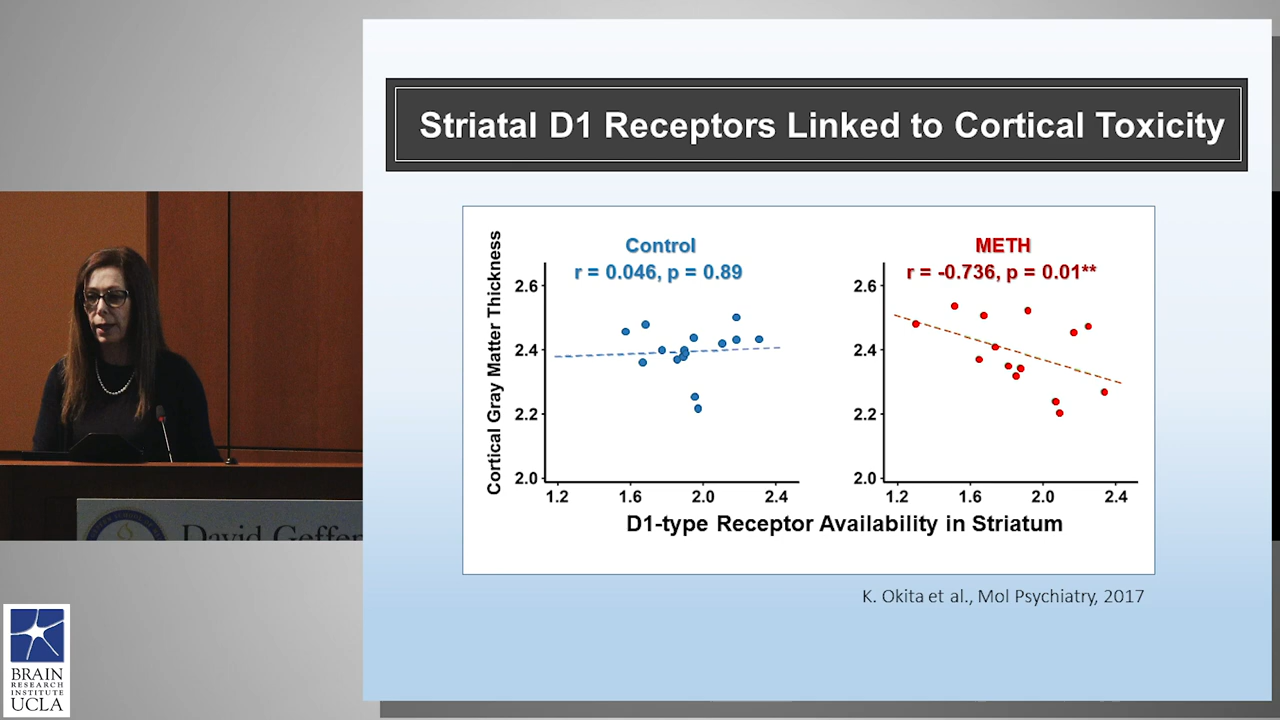 Striatal D1 Receptors Linked to Cortical Toxicity
Cortical Gray Matter Thickness
Control
r = 0.046, p = 0.89
2.6
2.4
2.2
2.0
1.2 1.6 2.0 2.4
METH
r = -0.736, p = 0.01**
2.6
2.4
2.2
2.0
1.2 1.6 2.0 2.4
D1-type Receptor Availability in Striatum
K. Okita et al., Mol Psychiatry, 2017
David
BRAIN
RESEARCH
INSTITUTE
UCLA